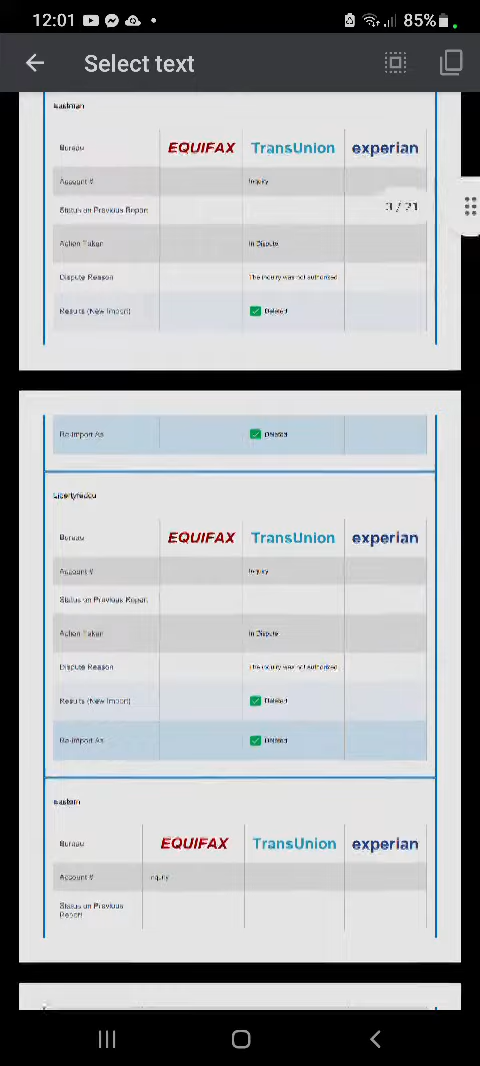 12:01
85%
Select text
Eastman
Bureau EQUIFAX TransUnion experian
Account # Inquiry
Status on Previous Report
3 / 21
Action Taken In Dispute
Dispute Reason The inquiry was not authorized
Results (New Import) Deleted
Re-Import As Deleted
Bureau EQUIFAX TransUnion experian
Account # Inquiry
Status on Previous Report
Action Taken In Dispute
Dispute Reason The inquiry was not authorized
Results (New Import) Deleted
Re-Import As Deleted
Bureau EQUIFAX TransUnion experian
Account # Inquiry
Status on Previous
Report